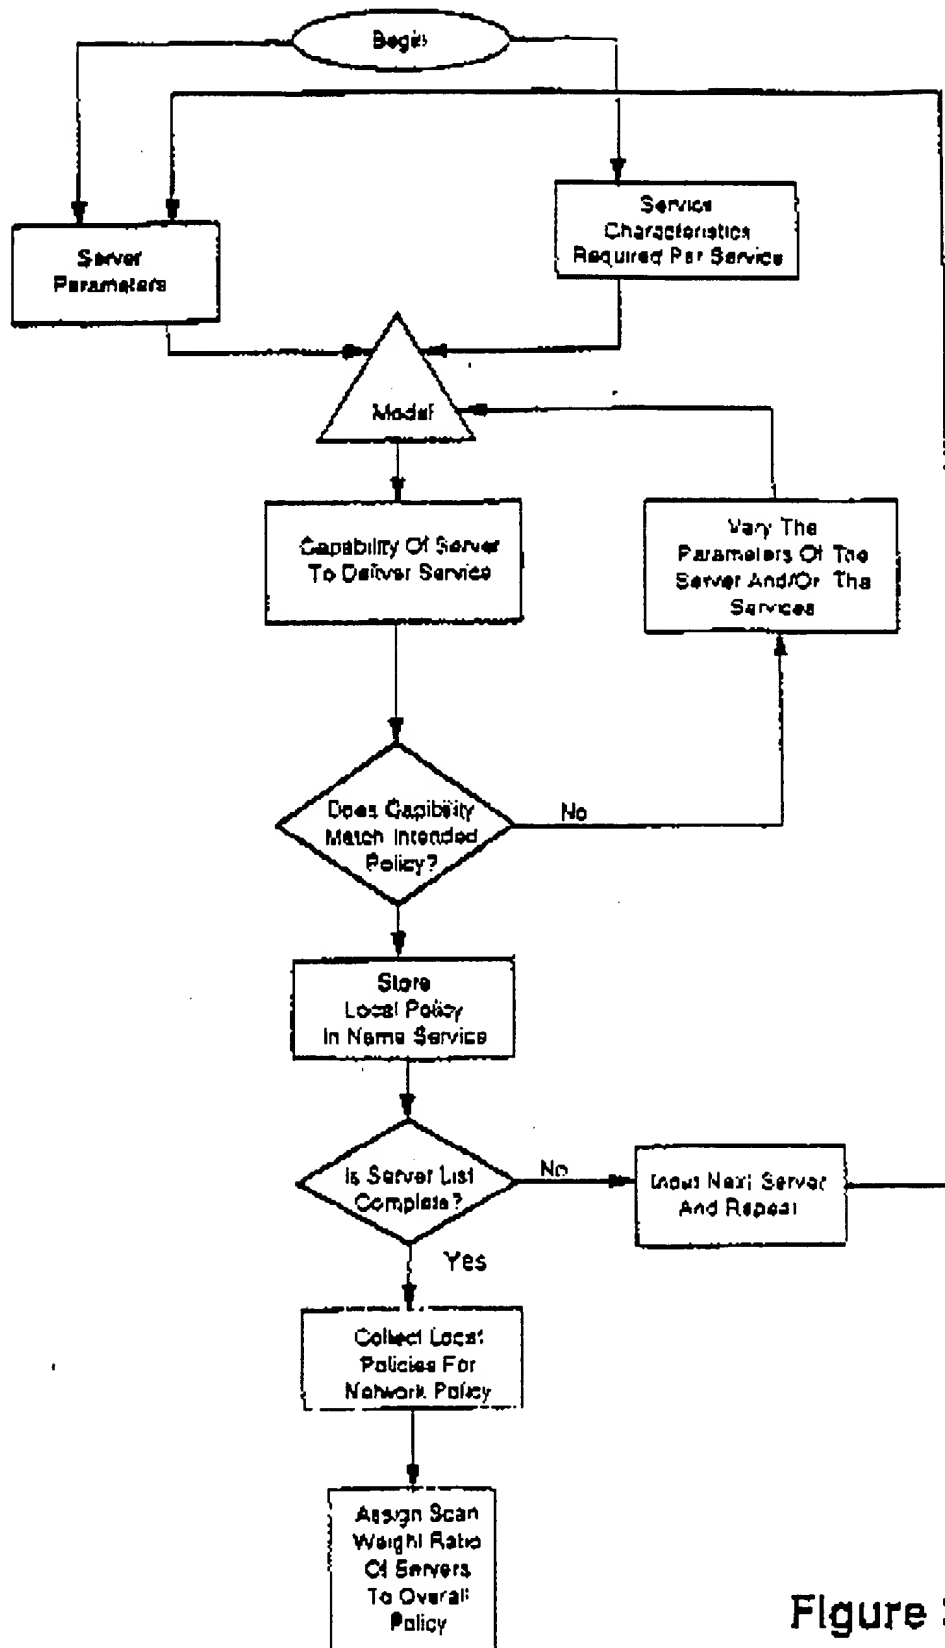 Begin
Server
Parameters
Service
Characteristics
Required Per Service
Model
Capability Of Server
To Deliver Service
Vary The
Parameters Of The
Server And/Or The
Services
Does Capibility
Match Intended
Policy?
No
Store
Local Policy
In Name Service
Is Server List
Complete?
No
Input Next Server
And Repeat
Yes
Collect Local
Policies For
Network Policy
Assign Scan
Weight Ratio
Of Servers
To Overall
Policy
Figure